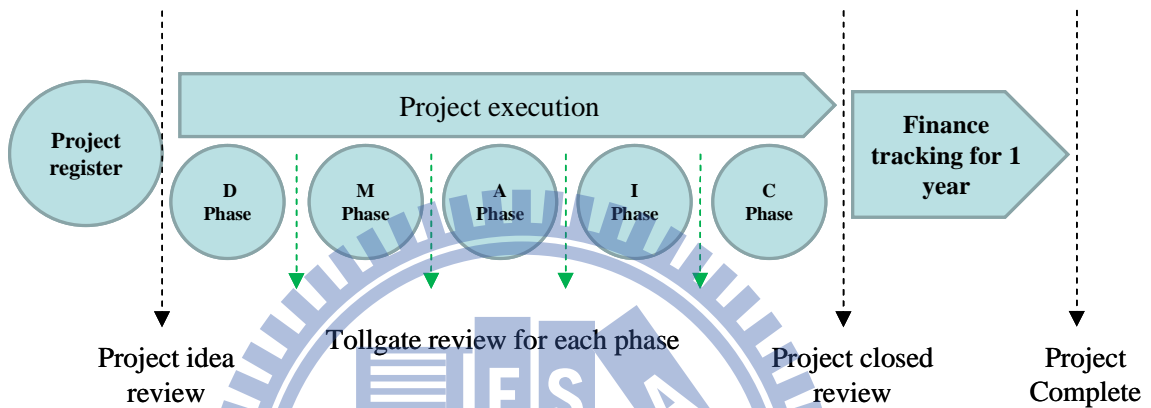 Project execution
Project
register
Finance
tracking for 1
year
D
Phase
M
Phase
A
Phase
I
Phase
C
Phase
Tollgate review for each phase
Project idea
review
Project closed
review
Project
Complete
E S A